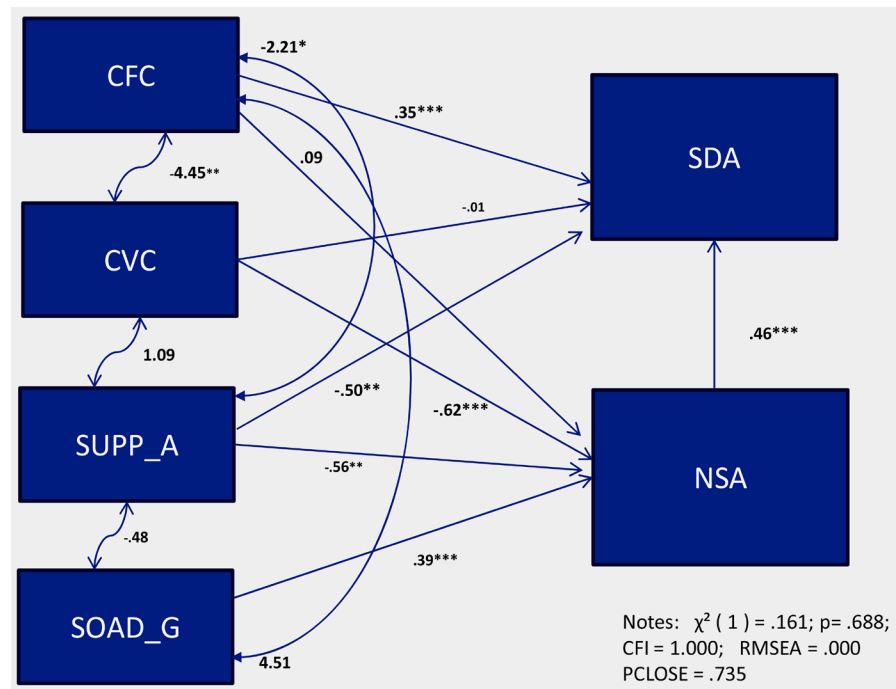 CFC
-2.21*
.35***
SDA
.09
-4.45**
CVC
-.01
1.09
.46***
-.50**
-.62***
SUPP_A
-.56**
NSA
-.48
.39***
SOAD_G
4.51
Notes: χ² ( 1 ) = .161; p= .688;
CFI = 1.000; RMSEA = .000
PCLOSE = .735